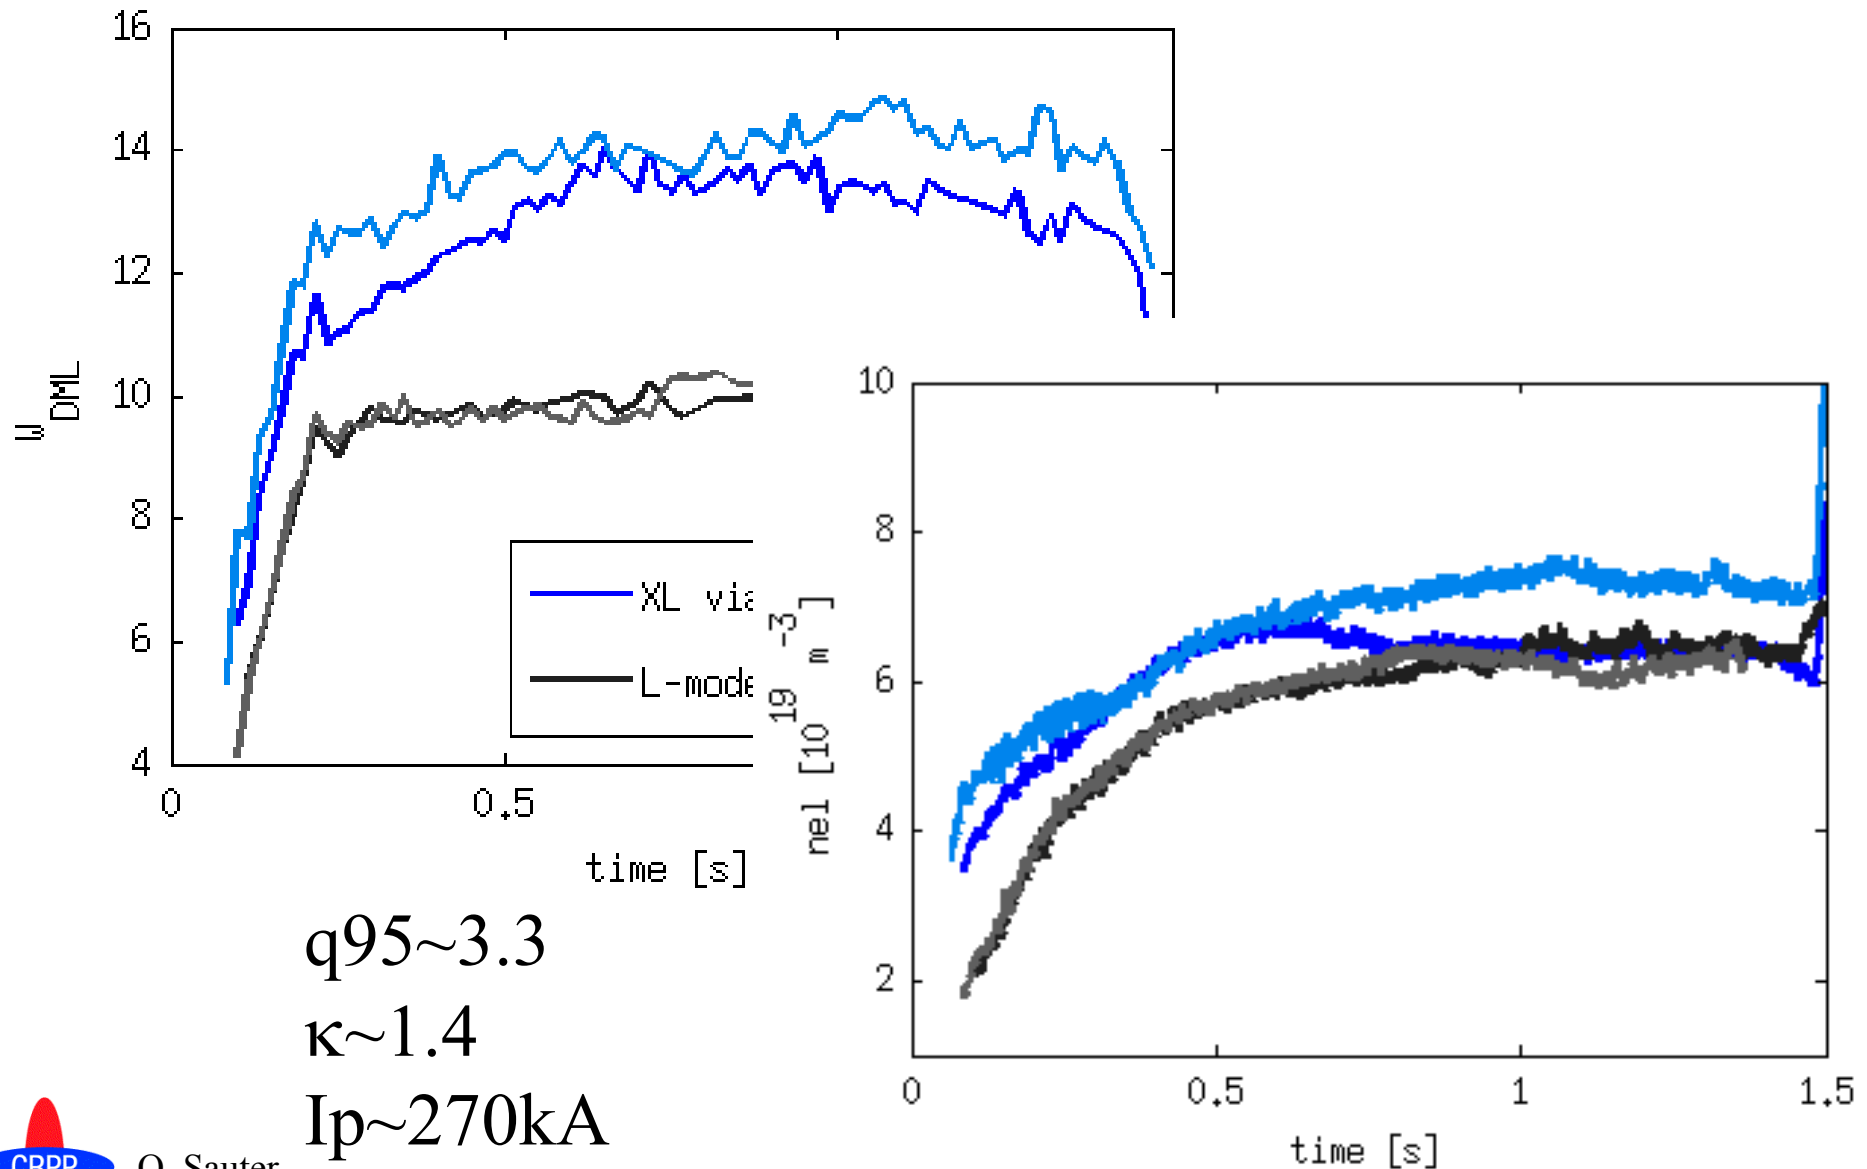 16
14
12
10
8
6
4
W DML
XL via
L-mode
0 0.5
time [s]
10
8
6
4
2
nel [10^19 m^-3]
0 0.5 1 1.5
time [s]
q95~3.3
κ~1.4
Ip~270kA
CRPP
O. Sauter